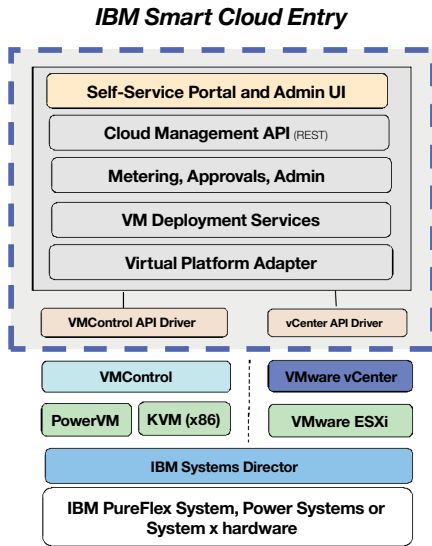 IBM Smart Cloud Entry
Self-Service Portal and Admin UI
Cloud Management API (REST)
Metering, Approvals, Admin
VM Deployment Services
Virtual Platform Adapter
VMControl API Driver
vCenter API Driver
VMControl
VMware vCenter
PowerVM
KVM (x86)
VMware ESXi
IBM Systems Director
IBM PureFlex System, Power Systems or
System x hardware